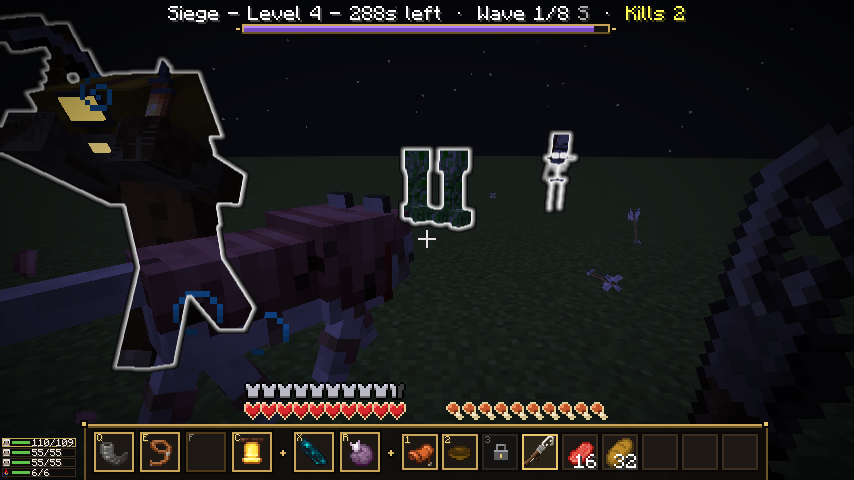 Siege – Level 4 – 288s left · Wave 1/8 S · Kills 2
110/109
55/55
55/55
6/6
Q E F C + X R + 1 2 3
16 32